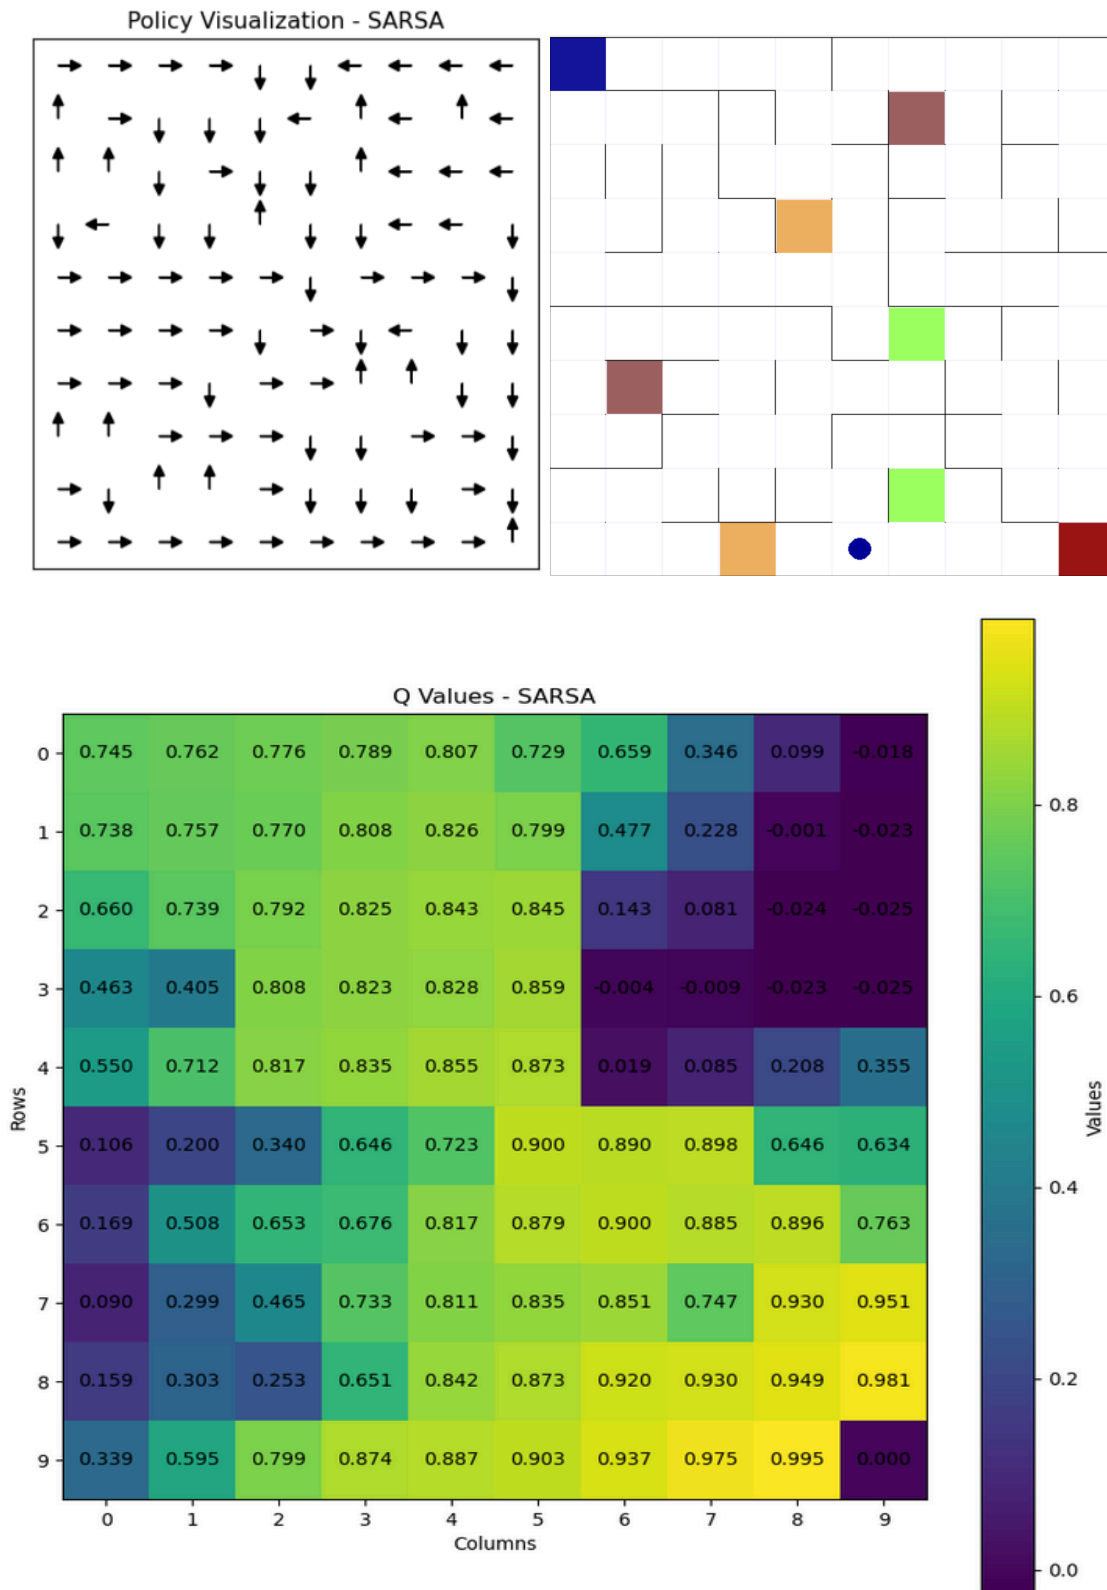 Policy Visualization - SARSA
Q Values - SARSA
0 0.745 0.762 0.776 0.789 0.807 0.729 0.659 0.346 0.099 -0.018
1 0.738 0.757 0.770 0.808 0.826 0.799 0.477 0.228 -0.001 -0.023
2 0.660 0.739 0.792 0.825 0.843 0.845 0.143 0.081 -0.024 -0.025
3 0.463 0.405 0.808 0.823 0.828 0.859 -0.004 -0.009 -0.023 -0.025
4 0.550 0.712 0.817 0.835 0.855 0.873 0.019 0.085 0.208 0.355
5 0.106 0.200 0.340 0.646 0.723 0.900 0.890 0.898 0.646 0.634
6 0.169 0.508 0.653 0.676 0.817 0.879 0.900 0.885 0.896 0.763
7 0.090 0.299 0.465 0.733 0.811 0.835 0.851 0.747 0.930 0.951
8 0.159 0.303 0.253 0.651 0.842 0.873 0.920 0.930 0.949 0.981
9 0.339 0.595 0.799 0.874 0.887 0.903 0.937 0.975 0.995 0.000
0 1 2 3 4 5 6 7 8 9
Columns
Rows
0.8
0.6
0.4
0.2
0.0
Values